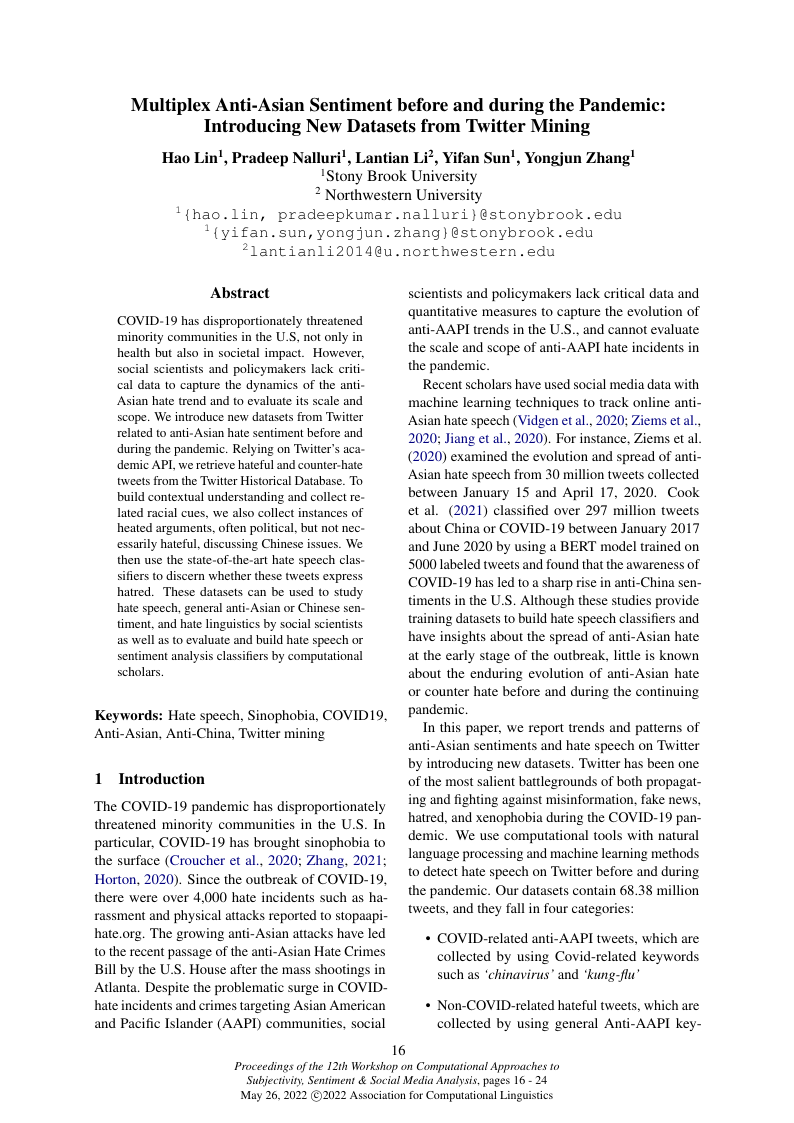 Multiplex Anti-Asian Sentiment before and during the Pandemic:
Introducing New Datasets from Twitter Mining
Hao Lin1, Pradeep Nalluri1, Lantian Li2, Yifan Sun1, Yongjun Zhang1
1Stony Brook University
2 Northwestern University
1{hao.lin, pradeepkumar.nalluri}@stonybrook.edu
1{yifan.sun,yongjun.zhang}@stonybrook.edu
2lantianli2014@u.northwestern.edu
Abstract
COVID-19 has disproportionately threatened
minority communities in the U.S, not only in
health but also in societal impact. However,
social scientists and policymakers lack criti-
cal data to capture the dynamics of the anti-
Asian hate trend and to evaluate its scale and
scope. We introduce new datasets from Twitter
related to anti-Asian hate sentiment before and
during the pandemic. Relying on Twitter's aca-
demic API, we retrieve hateful and counter-hate
tweets from the Twitter Historical Database. To
build contextual understanding and collect re-
lated racial cues, we also collect instances of
heated arguments, often political, but not nec-
essarily hateful, discussing Chinese issues. We
then use the state-of-the-art hate speech clas-
sifiers to discern whether these tweets express
hatred. These datasets can be used to study
hate speech, general anti-Asian or Chinese sen-
timent, and hate linguistics by social scientists
as well as to evaluate and build hate speech or
sentiment analysis classifiers by computational
scholars.
Keywords: Hate speech, Sinophobia, COVID19,
Anti-Asian, Anti-China, Twitter mining
1 Introduction
The COVID-19 pandemic has disproportionately
threatened minority communities in the U.S. In
particular, COVID-19 has brought sinophobia to
the surface (Croucher et al., 2020; Zhang, 2021;
Horton, 2020). Since the outbreak of COVID-19,
there were over 4,000 hate incidents such as ha-
rassment and physical attacks reported to stopaapi-
hate.org. The growing anti-Asian attacks have led
to the recent passage of the anti-Asian Hate Crimes
Bill by the U.S. House after the mass shootings in
Atlanta. Despite the problematic surge in COVID-
hate incidents and crimes targeting Asian American
and Pacific Islander (AAPI) communities, social
scientists and policymakers lack critical data and
quantitative measures to capture the evolution of
anti-AAPI trends in the U.S., and cannot evaluate
the scale and scope of anti-AAPI hate incidents in
the pandemic.
Recent scholars have used social media data with
machine learning techniques to track online anti-
Asian hate speech (Vidgen et al., 2020; Ziems et al.,
2020; Jiang et al., 2020). For instance, Ziems et al.
(2020) examined the evolution and spread of anti-
Asian hate speech from 30 million tweets collected
between January 15 and April 17, 2020. Cook
et al. (2021) classified over 297 million tweets
about China or COVID-19 between January 2017
and June 2020 by using a BERT model trained on
5000 labeled tweets and found that the awareness of
COVID-19 has led to a sharp rise in anti-China sen-
timents in the U.S. Although these studies provide
training datasets to build hate speech classifiers and
have insights about the spread of anti-Asian hate
at the early stage of the outbreak, little is known
about the enduring evolution of anti-Asian hate
or counter hate before and during the continuing
pandemic.
In this paper, we report trends and patterns of
anti-Asian sentiments and hate speech on Twitter
by introducing new datasets. Twitter has been one
of the most salient battlegrounds of both propagat-
ing and fighting against misinformation, fake news,
hatred, and xenophobia during the COVID-19 pan-
demic. We use computational tools with natural
language processing and machine learning methods
to detect hate speech on Twitter before and during
the pandemic. Our datasets contain 68.38 million
tweets, and they fall in four categories:
• COVID-related anti-AAPI tweets, which are
collected by using Covid-related keywords
such as ‘chinavirus’ and ‘kung-flu’
• Non-COVID-related hateful tweets, which are
collected by using general Anti-AAPI key-
16
Proceedings of the 12th Workshop on Computational Approaches to
Subjectivity, Sentiment & Social Media Analysis, pages 16 - 24
May 26, 2022 ©2022 Association for Computational Linguistics